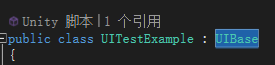 Unity 脚本|1 个引用
public class UITestExample : UIBase
{